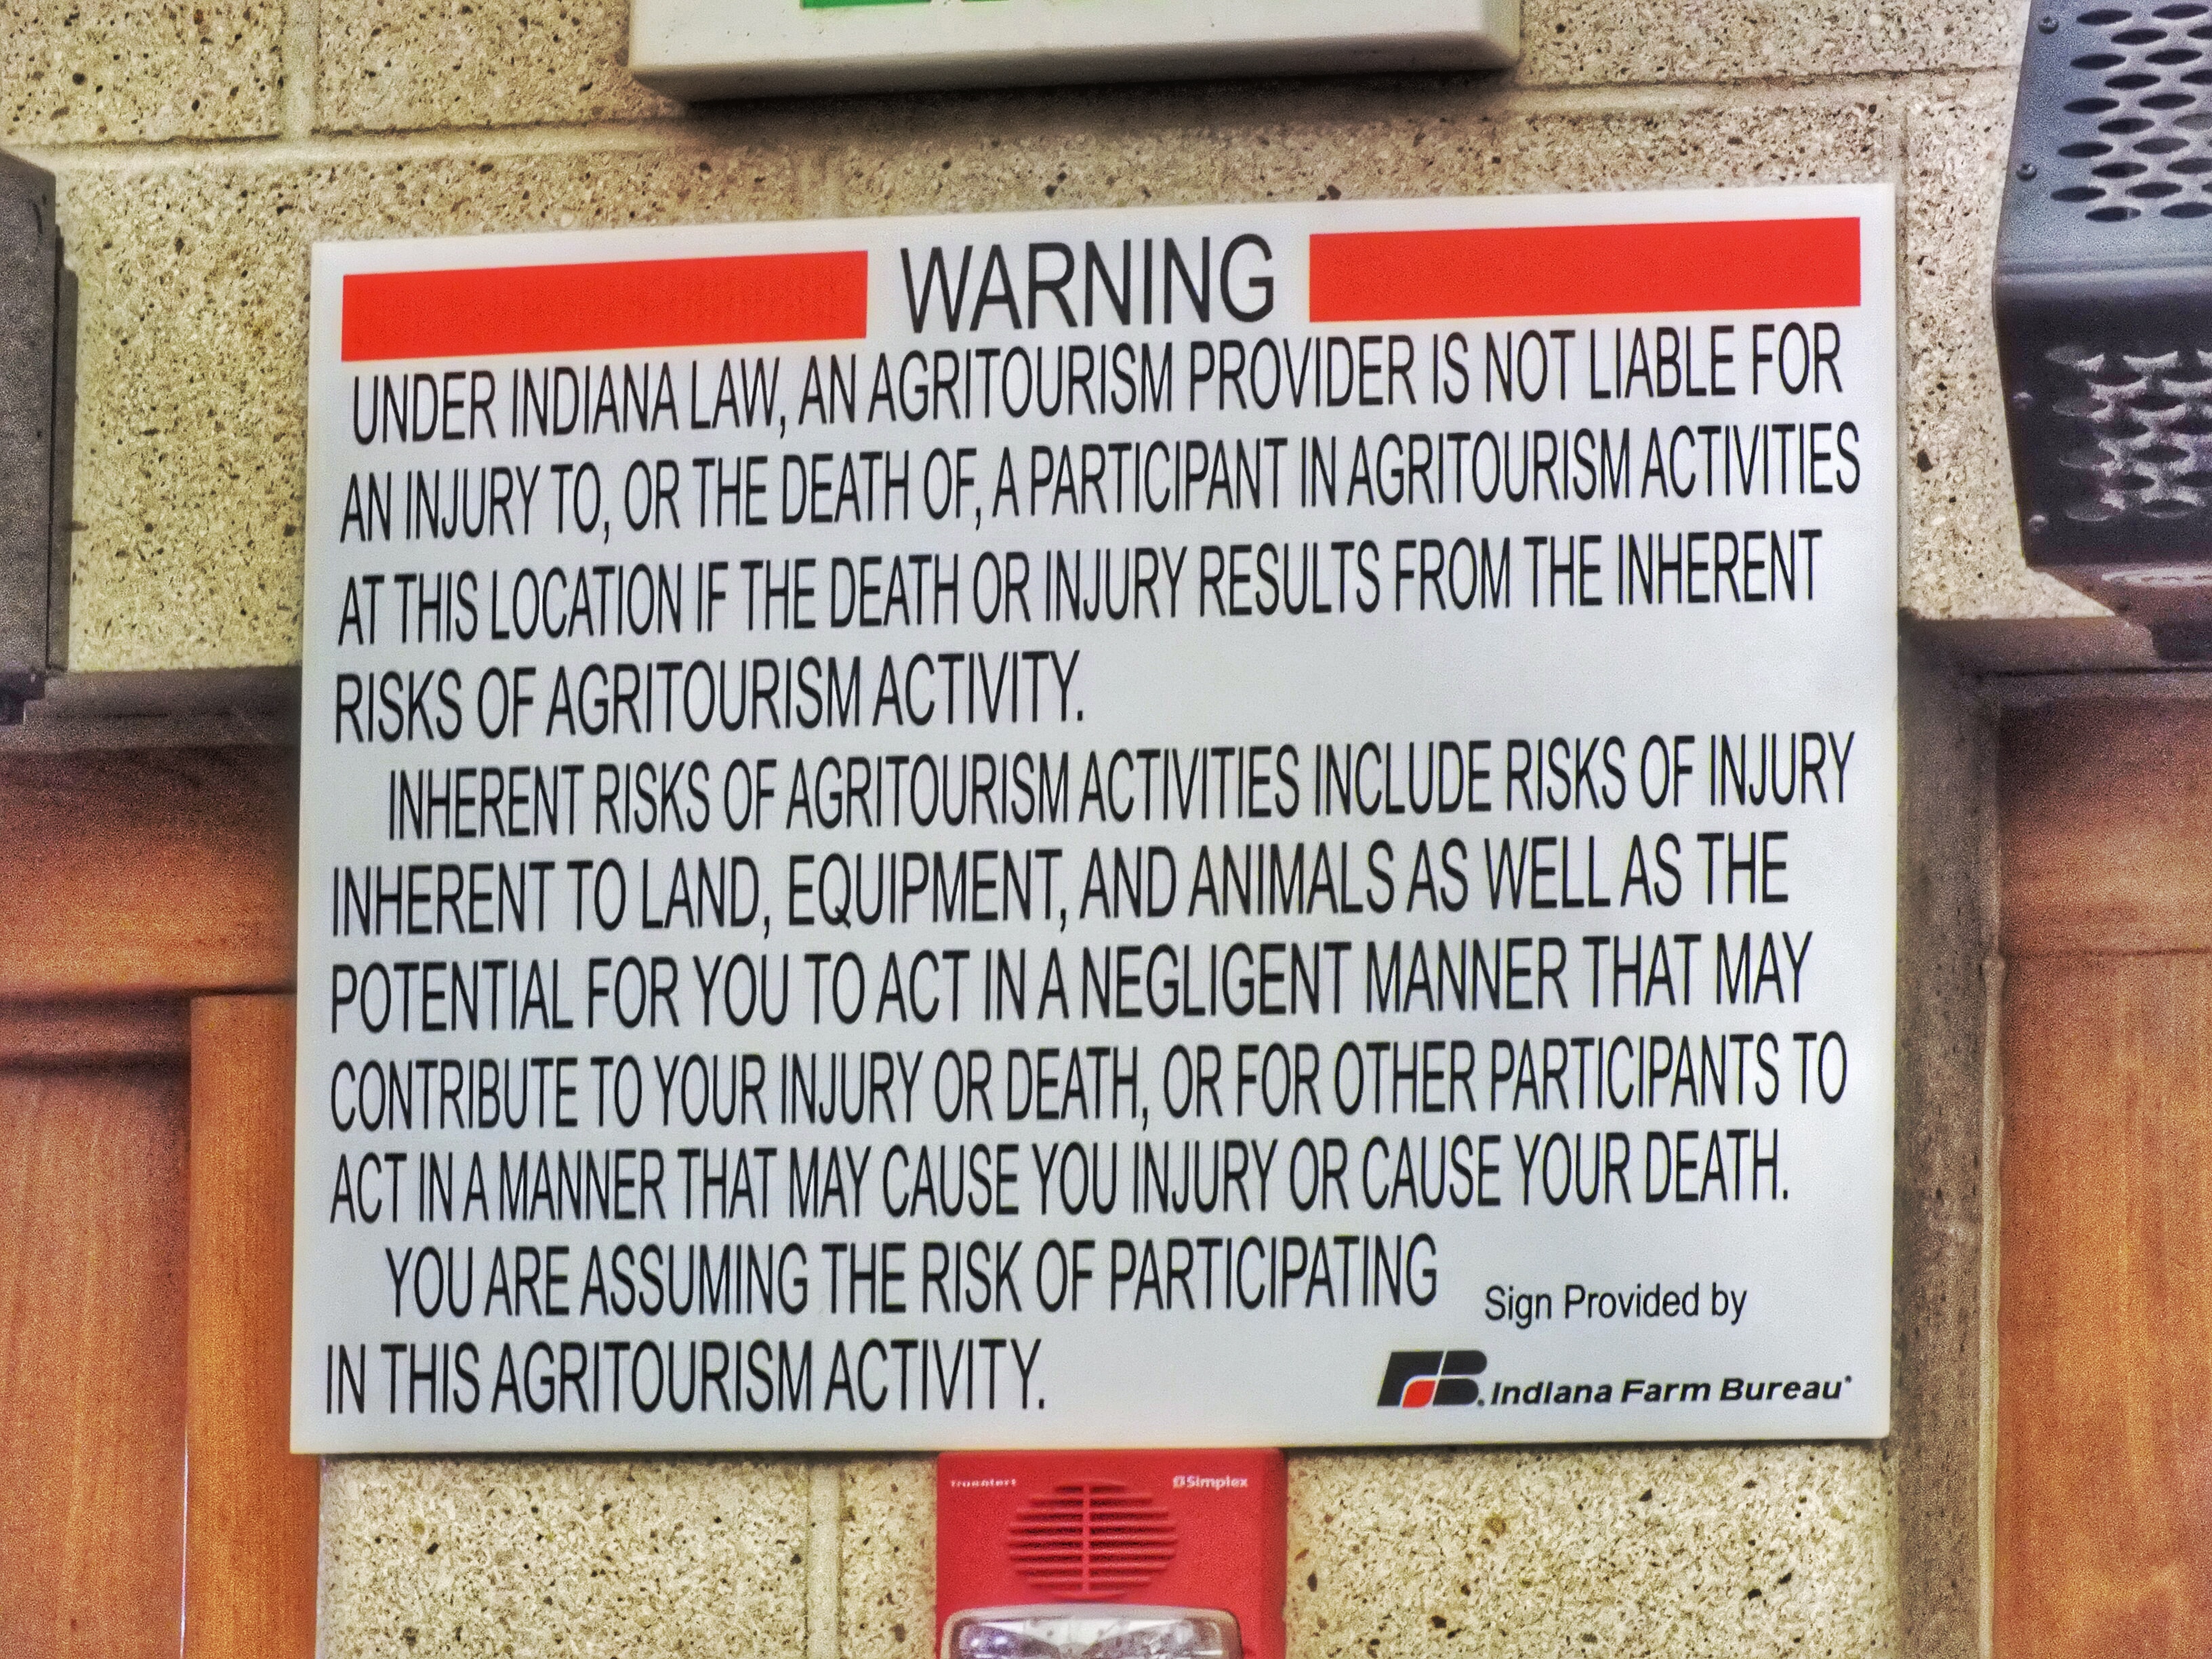 WARNING
UNDER INDIANA LAW, AN AGRITOURISM PROVIDER IS NOT LIABLE FOR
AN INJURY TO, OR THE DEATH OF, A PARTICIPANT IN AGRITOURISM ACTIVITIES
AT THIS LOCATION IF THE DEATH OR INJURY RESULTS FROM THE INHERENT
RISKS OF AGRITOURISM ACTIVITY.
INHERENT RISKS OF AGRITOURISM ACTIVITIES INCLUDE RISKS OF INJURY
INHERENT TO LAND, EQUIPMENT, AND ANIMALS AS WELL AS THE
POTENTIAL FOR YOU TO ACT IN A NEGLIGENT MANNER THAT MAY
CONTRIBUTE TO YOUR INJURY OR DEATH, OR FOR OTHER PARTICIPANTS TO
ACT IN A MANNER THAT MAY CAUSE YOU INJURY OR CAUSE YOUR DEATH.
YOU ARE ASSUMING THE RISK OF PARTICIPATING
IN THIS AGRITOURISM ACTIVITY.
Sign Provided by
FB® Indiana Farm Bureau®
TrueAlert
Simplex